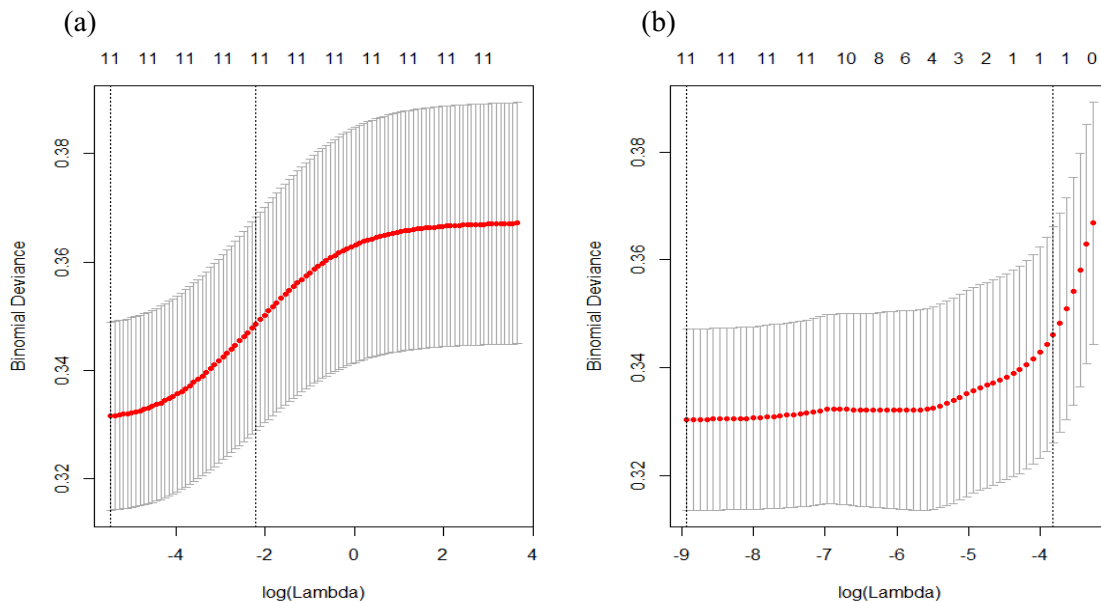 (a)
11 11 11 11 11 11 11 11 11 11 11
Binomial Deviance
0.38
0.36
0.34
0.32
-4 -2 0 2 4
log(Lambda)
(b)
11 11 11 11 10 8 6 4 3 2 1 1 1 0
Binomial Deviance
0.38
0.36
0.34
0.32
-9 -8 -7 -6 -5 -4
log(Lambda)